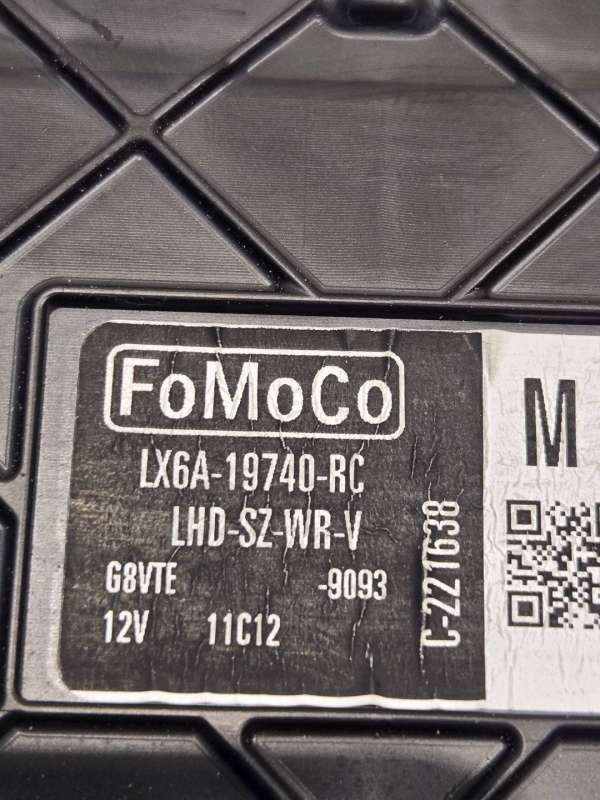 FoMoCo
LX6A-19740-RC
LHD-SZ-WR-V
G8VTE -9093
12V 11C12
C-221638
M